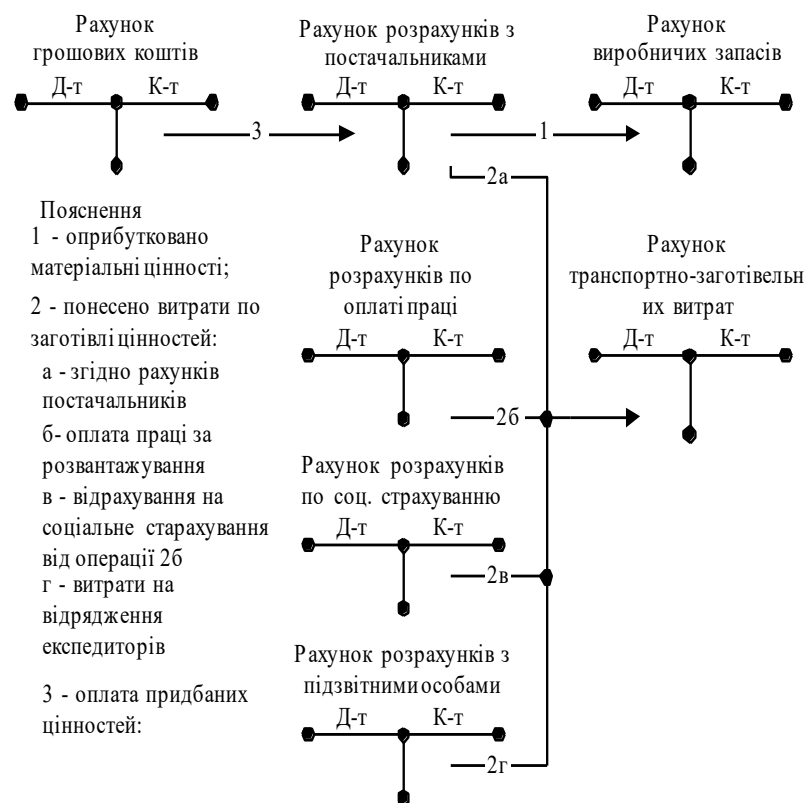 Рахунок
грошових коштів
Д-т К-т
Рахунок розрахунків з
постачальниками
Д-т К-т
Рахунок
виробничих запасів
Д-т К-т
3
1
2а
Пояснення
1 - оприбутковано
матеріальні цінності;
2 - понесено витрати по
заготівлі цінностей:
а - згідно рахунків
постачальників
б- оплата праці за
розвантажування
в - відрахування на
соціальне старахування
від операції 2б
г - витрати на
відрядження
експедиторів
3 - оплата придбаних
цінностей:
Рахунок
розрахунків по
оплаті праці
Д-т К-т
2б
Рахунок
транспортно-заготівельн
их витрат
Д-т К-т
Рахунок розрахунків
по соц. страхуванню
Д-т К-т
2в
Рахунок розрахунків з
підзвітними особами
Д-т К-т
2г